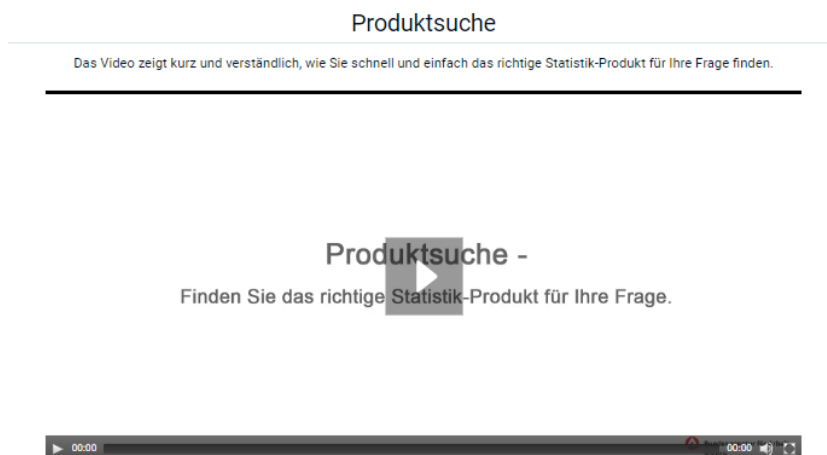 Produktsuche
Das Video zeigt kurz und verständlich, wie Sie schnell und einfach das richtige Statistik-Produkt für Ihre Frage finden.
Produktsuche -
Finden Sie das richtige Statistik-Produkt für Ihre Frage.
00:00 00:00